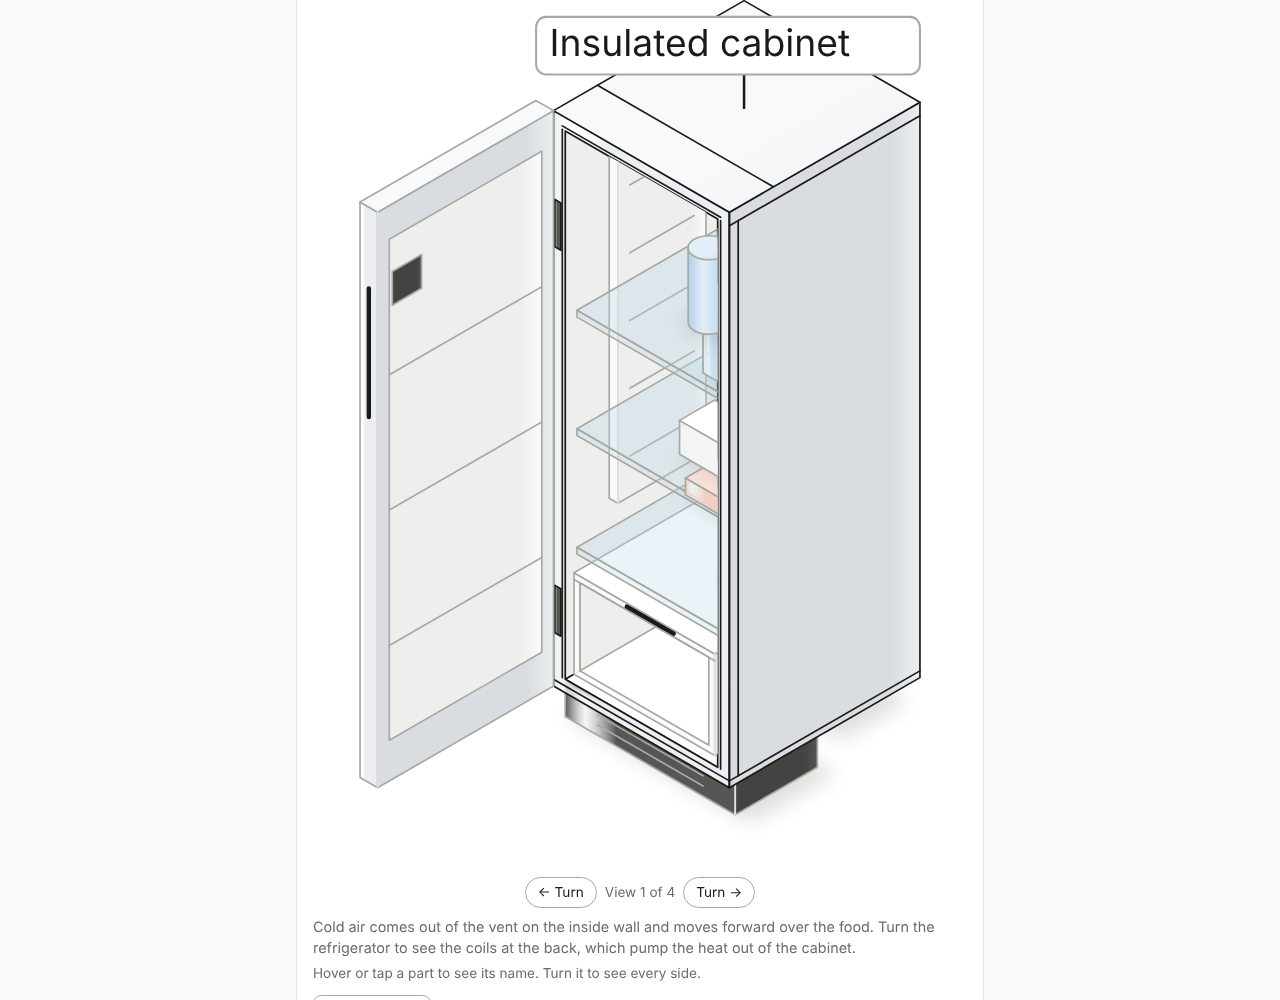 Insulated cabinet
← Turn View 1 of 4 Turn →
Cold air comes out of the vent on the inside wall and moves forward over the food. Turn the
refrigerator to see the coils at the back, which pump the heat out of the cabinet.
Hover or tap a part to see its name. Turn it to see every side.